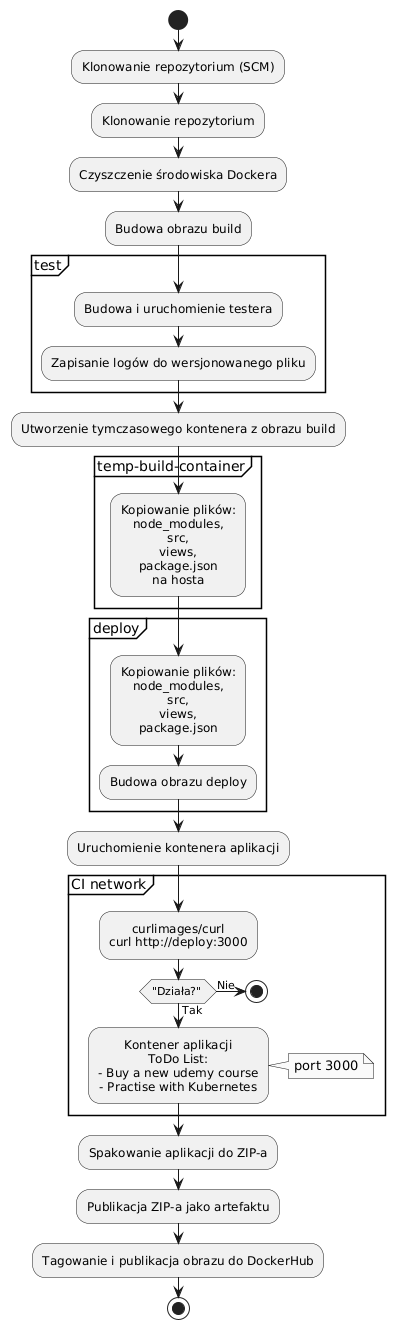 Klonowanie repozytorium (SCM)
Klonowanie repozytorium
Czyszczenie środowiska Dockera
Budowa obrazu build
test
Budowa i uruchomienie testera
Zapisanie logów do wersjonowanego pliku
Utworzenie tymczasowego kontenera z obrazu build
temp-build-container
Kopiowanie plików:
node_modules,
src,
views,
package.json
na hosta
deploy
Kopiowanie plików:
node_modules,
src,
views,
package.json
Budowa obrazu deploy
Uruchomienie kontenera aplikacji
CI network
curlimages/curl
curl http://deploy:3000
"Działa?"
Nie
Tak
Kontener aplikacji
ToDo List:
- Buy a new udemy course
- Practise with Kubernetes
port 3000
Spakowanie aplikacji do ZIP-a
Publikacja ZIP-a jako artefaktu
Tagowanie i publikacja obrazu do DockerHub